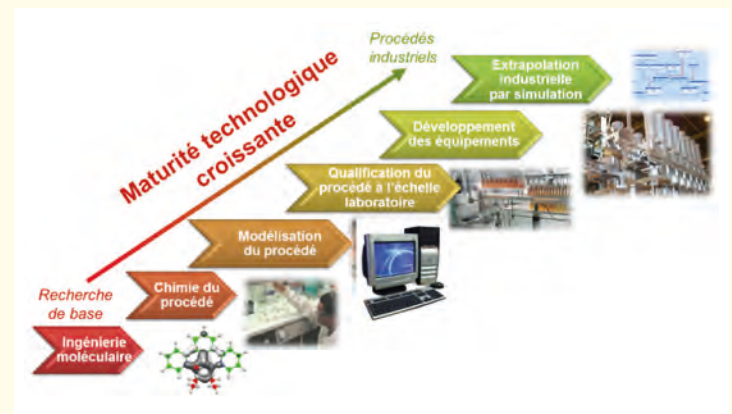 Procédés
industriels
Extrapolation
industrielle
par simulation
Maturité technologique
croissante
Développement
des équipements
Qualification du
procédé à l'échelle
laboratoire
Modélisation
du procédé
Recherche
de base
Chimie du
procédé
Ingénierie
moléculaire